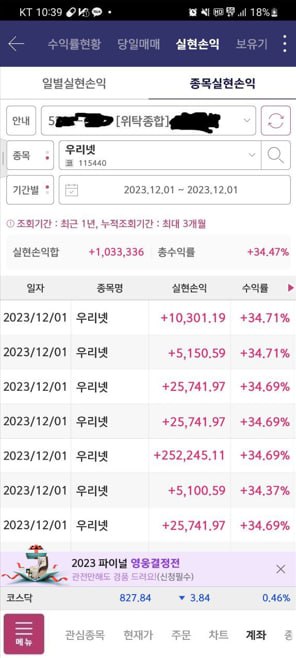 KT 10:39 18%
수익률현황 당일매매 실현손익 보유기
일별실현손익 종목실현손익
안내 5 [위탁종합]
종목 우리넷
115440
기간별 2023.12.01 ~ 2023.12.01
조회기간 : 최근 1년, 누적조회기간 : 최대 3개월
실현손익합 +1,033,336 총수익률 +34.47%
일자 종목명 실현손익 수익률
2023/12/01 우리넷 +10,301.19 +34.71%
2023/12/01 우리넷 +5,150.59 +34.71%
2023/12/01 우리넷 +25,741.97 +34.69%
2023/12/01 우리넷 +25,741.97 +34.69%
2023/12/01 우리넷 +252,245.11 +34.69%
2023/12/01 우리넷 +5,100.59 +34.37%
2023/12/01 우리넷 +25,741.97 +34.69%
2023 파이널 영웅결정전
관전만해도 경품 드려요!(신청필수)
코스닥 827.84 ▼ 3.84 0.46%
메뉴 관심종목 현재가 주문 차트 계좌 종